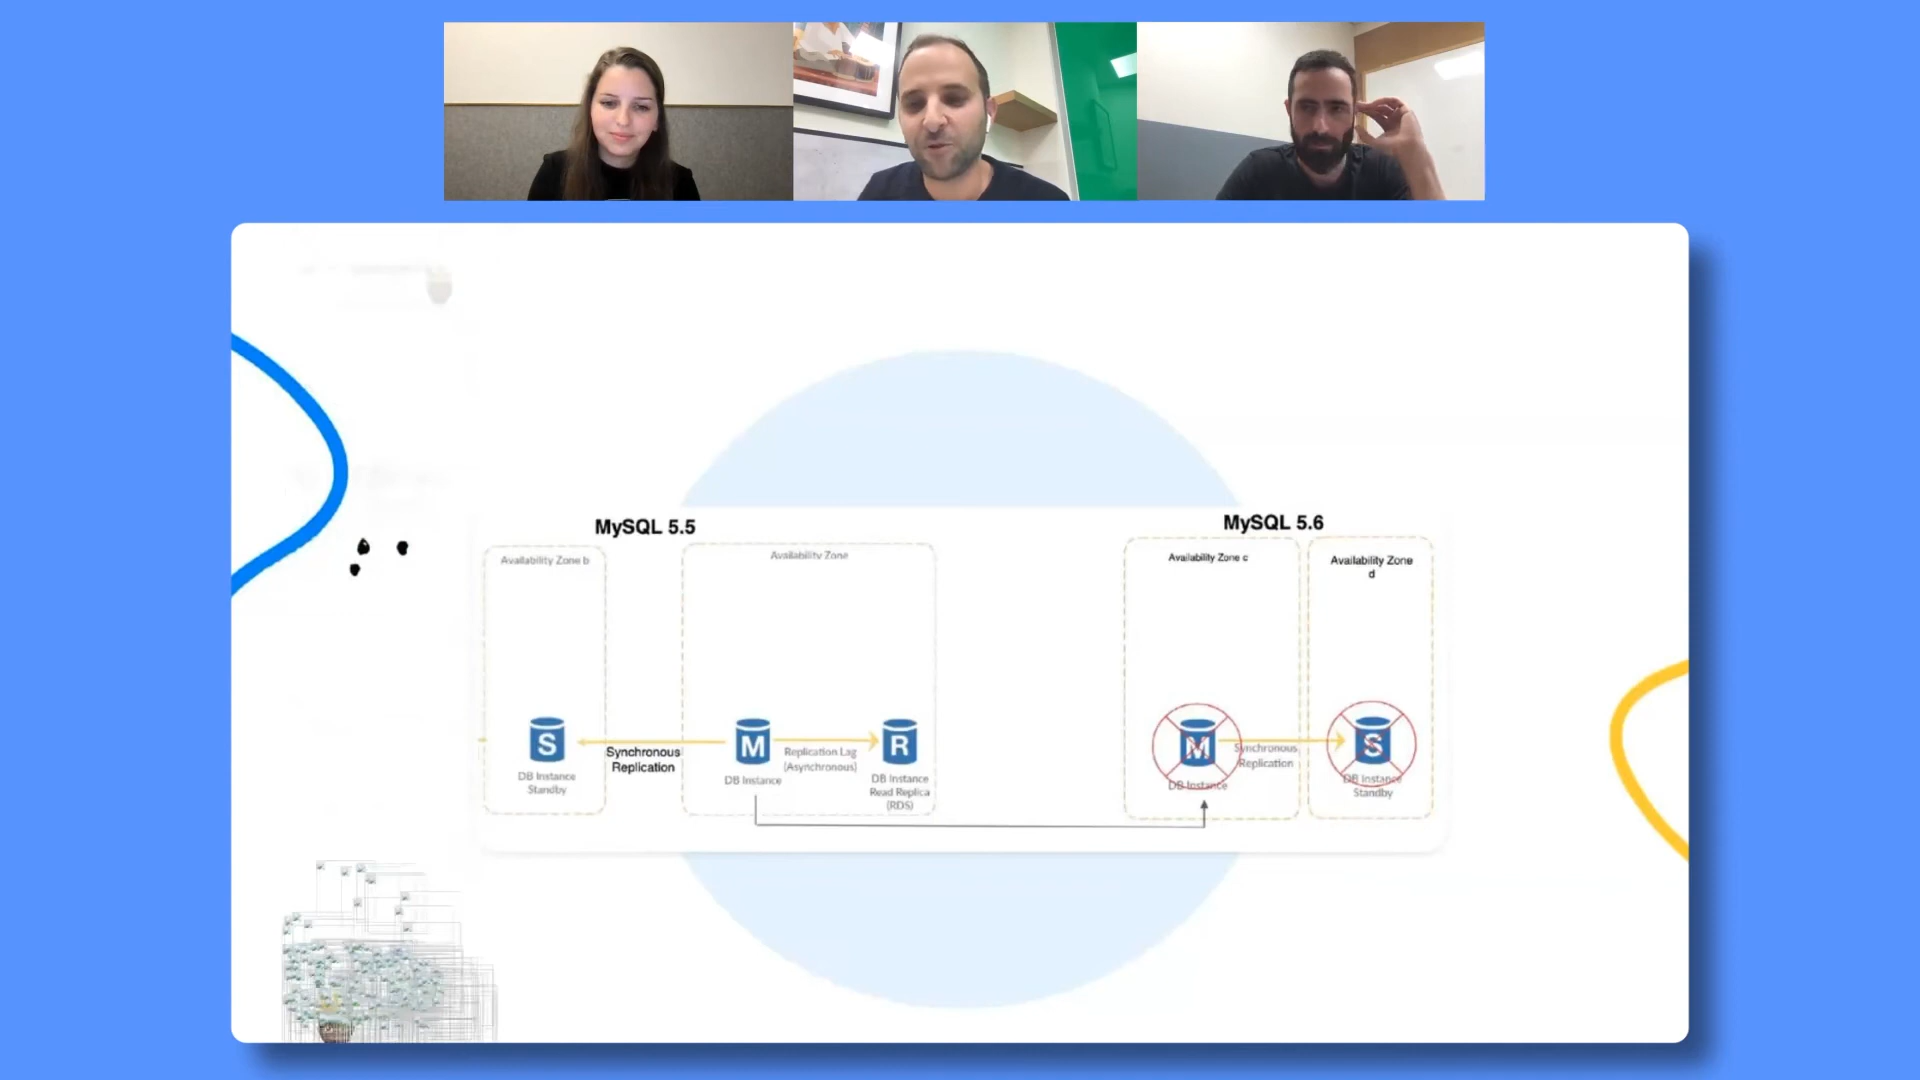 MySQL 5.5
Availability Zone b
Availability Zone
S
DB Instance
Standby
Synchronous
Replication
M
DB Instance
Replication Lag
(Asynchronous)
R
DB Instance
Read Replica
(RDS)
MySQL 5.6
Availability Zone c
Availability Zone
d
M
DB Instance
Synchronous
Replication
S
DB Instance
Standby